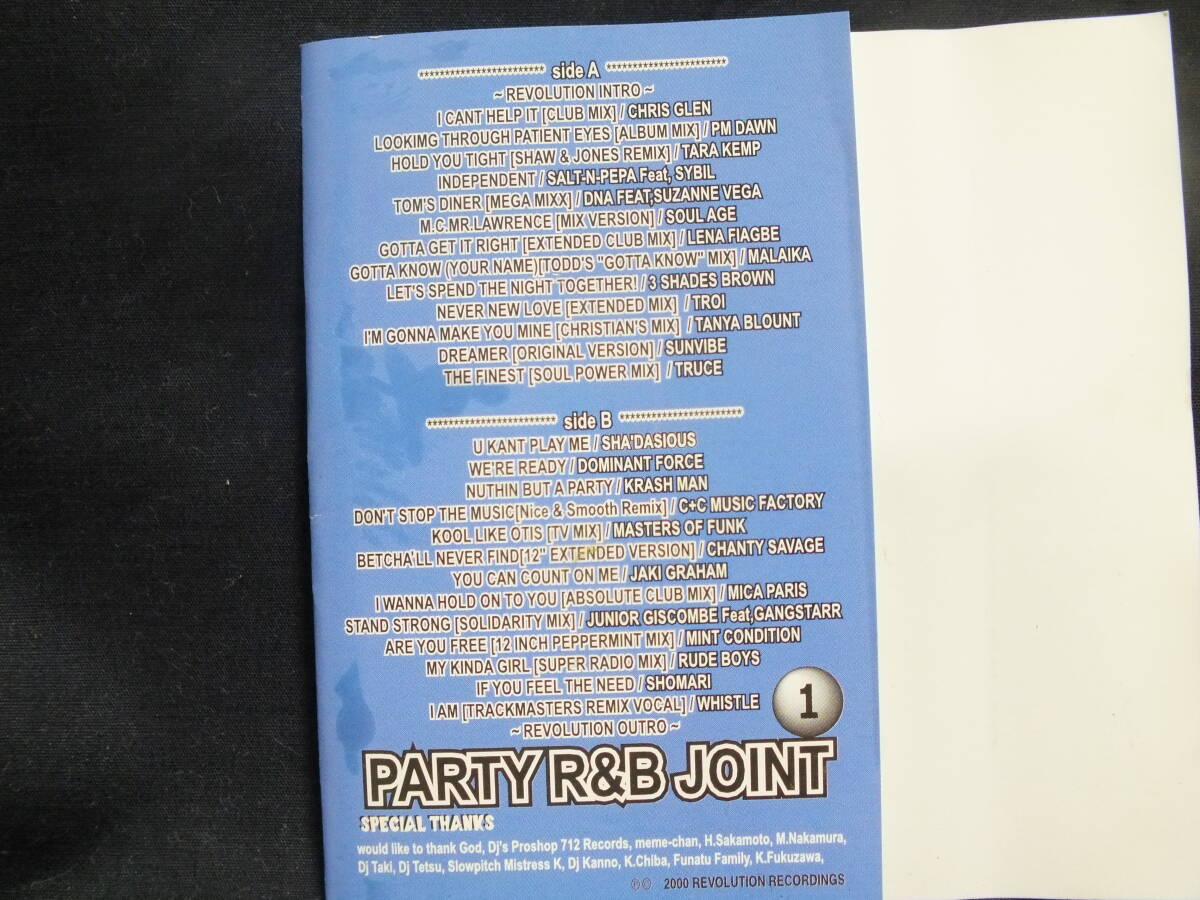 ************************ side A ***********************
~ REVOLUTION INTRO ~
I CANT HELP IT [CLUB MIX] / CHRIS GLEN
LOOKIMG THROUGH PATIENT EYES [ALBUM MIX] / PM DAWN
HOLD YOU TIGHT [SHAW & JONES REMIX] / TARA KEMP
INDEPENDENT / SALT-N-PEPA Feat, SYBIL
TOM'S DINER [MEGA MIXX] / DNA FEAT,SUZANNE VEGA
M.C.MR.LAWRENCE [MIX VERSION] / SOUL AGE
GOTTA GET IT RIGHT [EXTENDED CLUB MIX] / LENA FIAGBE
GOTTA KNOW (YOUR NAME)[TODD'S "GOTTA KNOW" MIX] / MALAIKA
LET'S SPEND THE NIGHT TOGETHER! / 3 SHADES BROWN
NEVER NEW LOVE [EXTENDED MIX] / TROI
I'M GONNA MAKE YOU MINE [CHRISTIAN'S MIX] / TANYA BLOUNT
DREAMER [ORIGINAL VERSION] / SUNVIBE
THE FINEST [SOUL POWER MIX] / TRUCE
************************ side B ***********************
U KANT PLAY ME / SHA'DASIOUS
WE'RE READY / DOMINANT FORCE
NUTHIN BUT A PARTY / KRASH MAN
DON'T STOP THE MUSIC[Nice & Smooth Remix] / C+C MUSIC FACTORY
KOOL LIKE OTIS [TV MIX] / MASTERS OF FUNK
BETCHA'LL NEVER FIND[12" EXTENDED VERSION] / CHANTY SAVAGE
YOU CAN COUNT ON ME / JAKI GRAHAM
I WANNA HOLD ON TO YOU [ABSOLUTE CLUB MIX] / MICA PARIS
STAND STRONG [SOLIDARITY MIX] / JUNIOR GISCOMBE Feat,GANGSTARR
ARE YOU FREE [12 INCH PEPPERMINT MIX] / MINT CONDITION
MY KINDA GIRL [SUPER RADIO MIX] / RUDE BOYS
IF YOU FEEL THE NEED / SHOMARI
I AM [TRACKMASTERS REMIX VOCAL] / WHISTLE
~ REVOLUTION OUTRO ~
1
PARTY R&B JOINT
SPECIAL THANKS
would like to thank God, Dj's Proshop 712 Records, meme-chan, H.Sakamoto, M.Nakamura,
Dj Taki, Dj Tetsu, Slowpitch Mistress K, Dj Kanno, K.Chiba, Funatu Family, K.Fukuzawa,
℗© 2000 REVOLUTION RECORDINGS